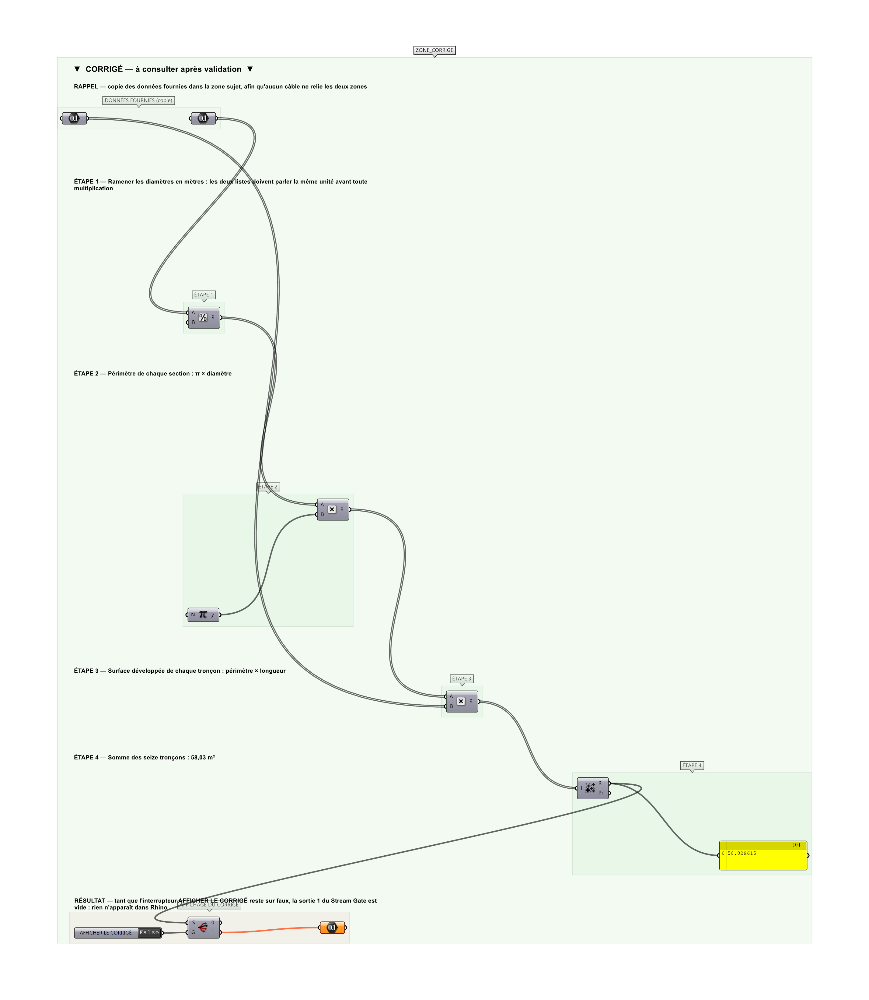 ZONE_CORRIGE
▼ CORRIGÉ — à consulter après validation ▼
RAPPEL — copie des données fournies dans la zone sujet, afin qu'aucun câble ne relie les deux zones
DONNÉES FOURNIES (copie)
0.1
0.1
ÉTAPE 1 — Ramener les diamètres en mètres : les deux listes doivent parler la même unité avant toute
multiplication
ÉTAPE 1
A
B
A/B
R
ÉTAPE 2 — Périmètre de chaque section : π × diamètre
ÉTAPE 2
A
B
×
R
N π y
ÉTAPE 3 — Surface développée de chaque tronçon : périmètre × longueur
ÉTAPE 3
A
B
×
R
ÉTAPE 4 — Somme des seize tronçons : 58,03 m²
ÉTAPE 4
I
R
Pr
{0}
0 58.029615
RÉSULTAT — tant que l'interrupteur AFFICHER LE CORRIGÉ reste sur faux, la sortie 1 du Stream Gate est
vide : rien n'apparaît dans Rhino
AFFICHAGE DU CORRIGÉ
S 0
G 1
AFFICHER LE CORRIGÉ False
0.1